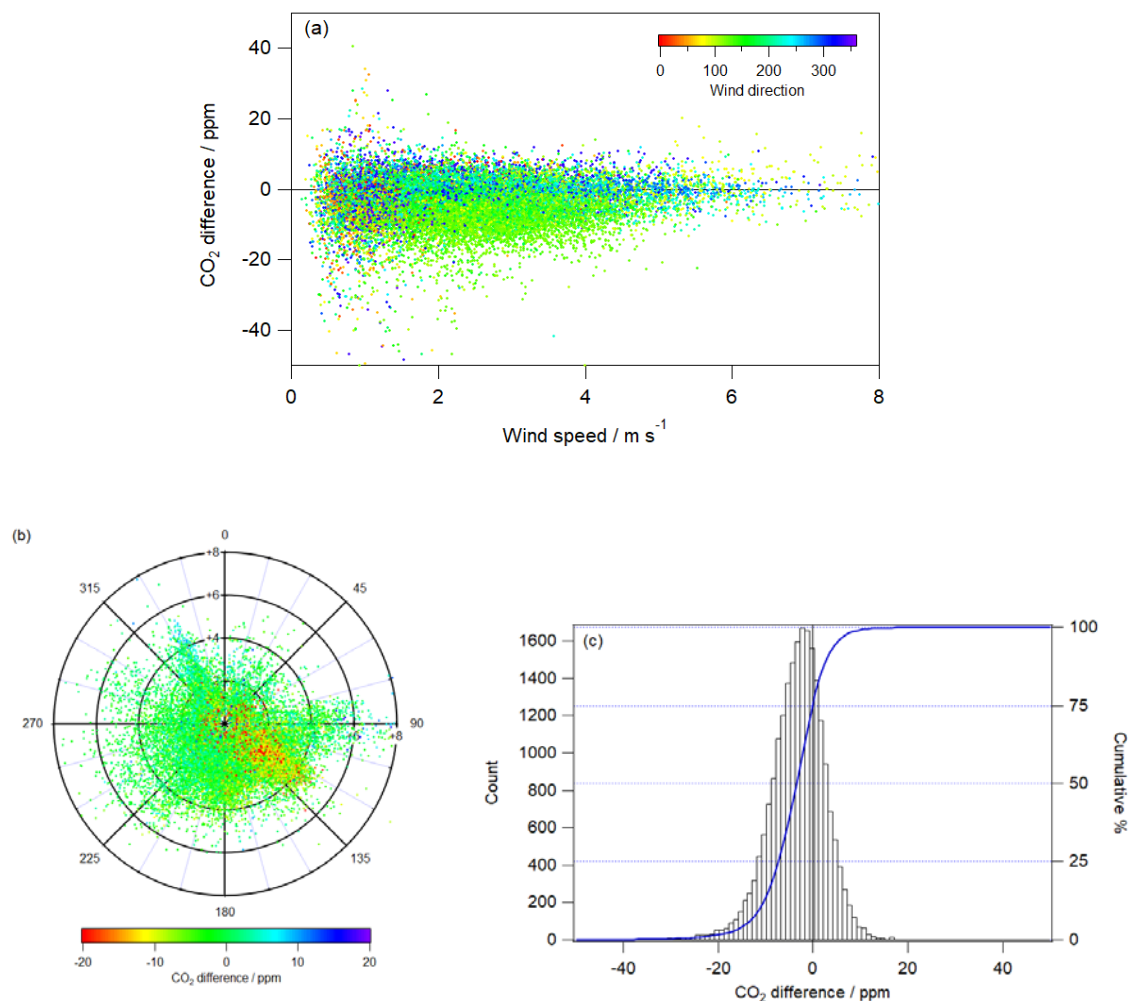 (a)
40
20
0
-20
-40
CO2 difference / ppm
0 100 200 300
Wind direction
0 2 4 6 8
Wind speed / m s-1
(b)
0
+8
+6
+4
315 45
270 90
+8
225 135
180
-20 -10 0 10 20
CO2 difference / ppm
(c)
1600
1400
1200
1000
800
600
400
200
0
Count
100
75
50
25
0
Cumulative %
-40 -20 0 20 40
CO2 difference / ppm